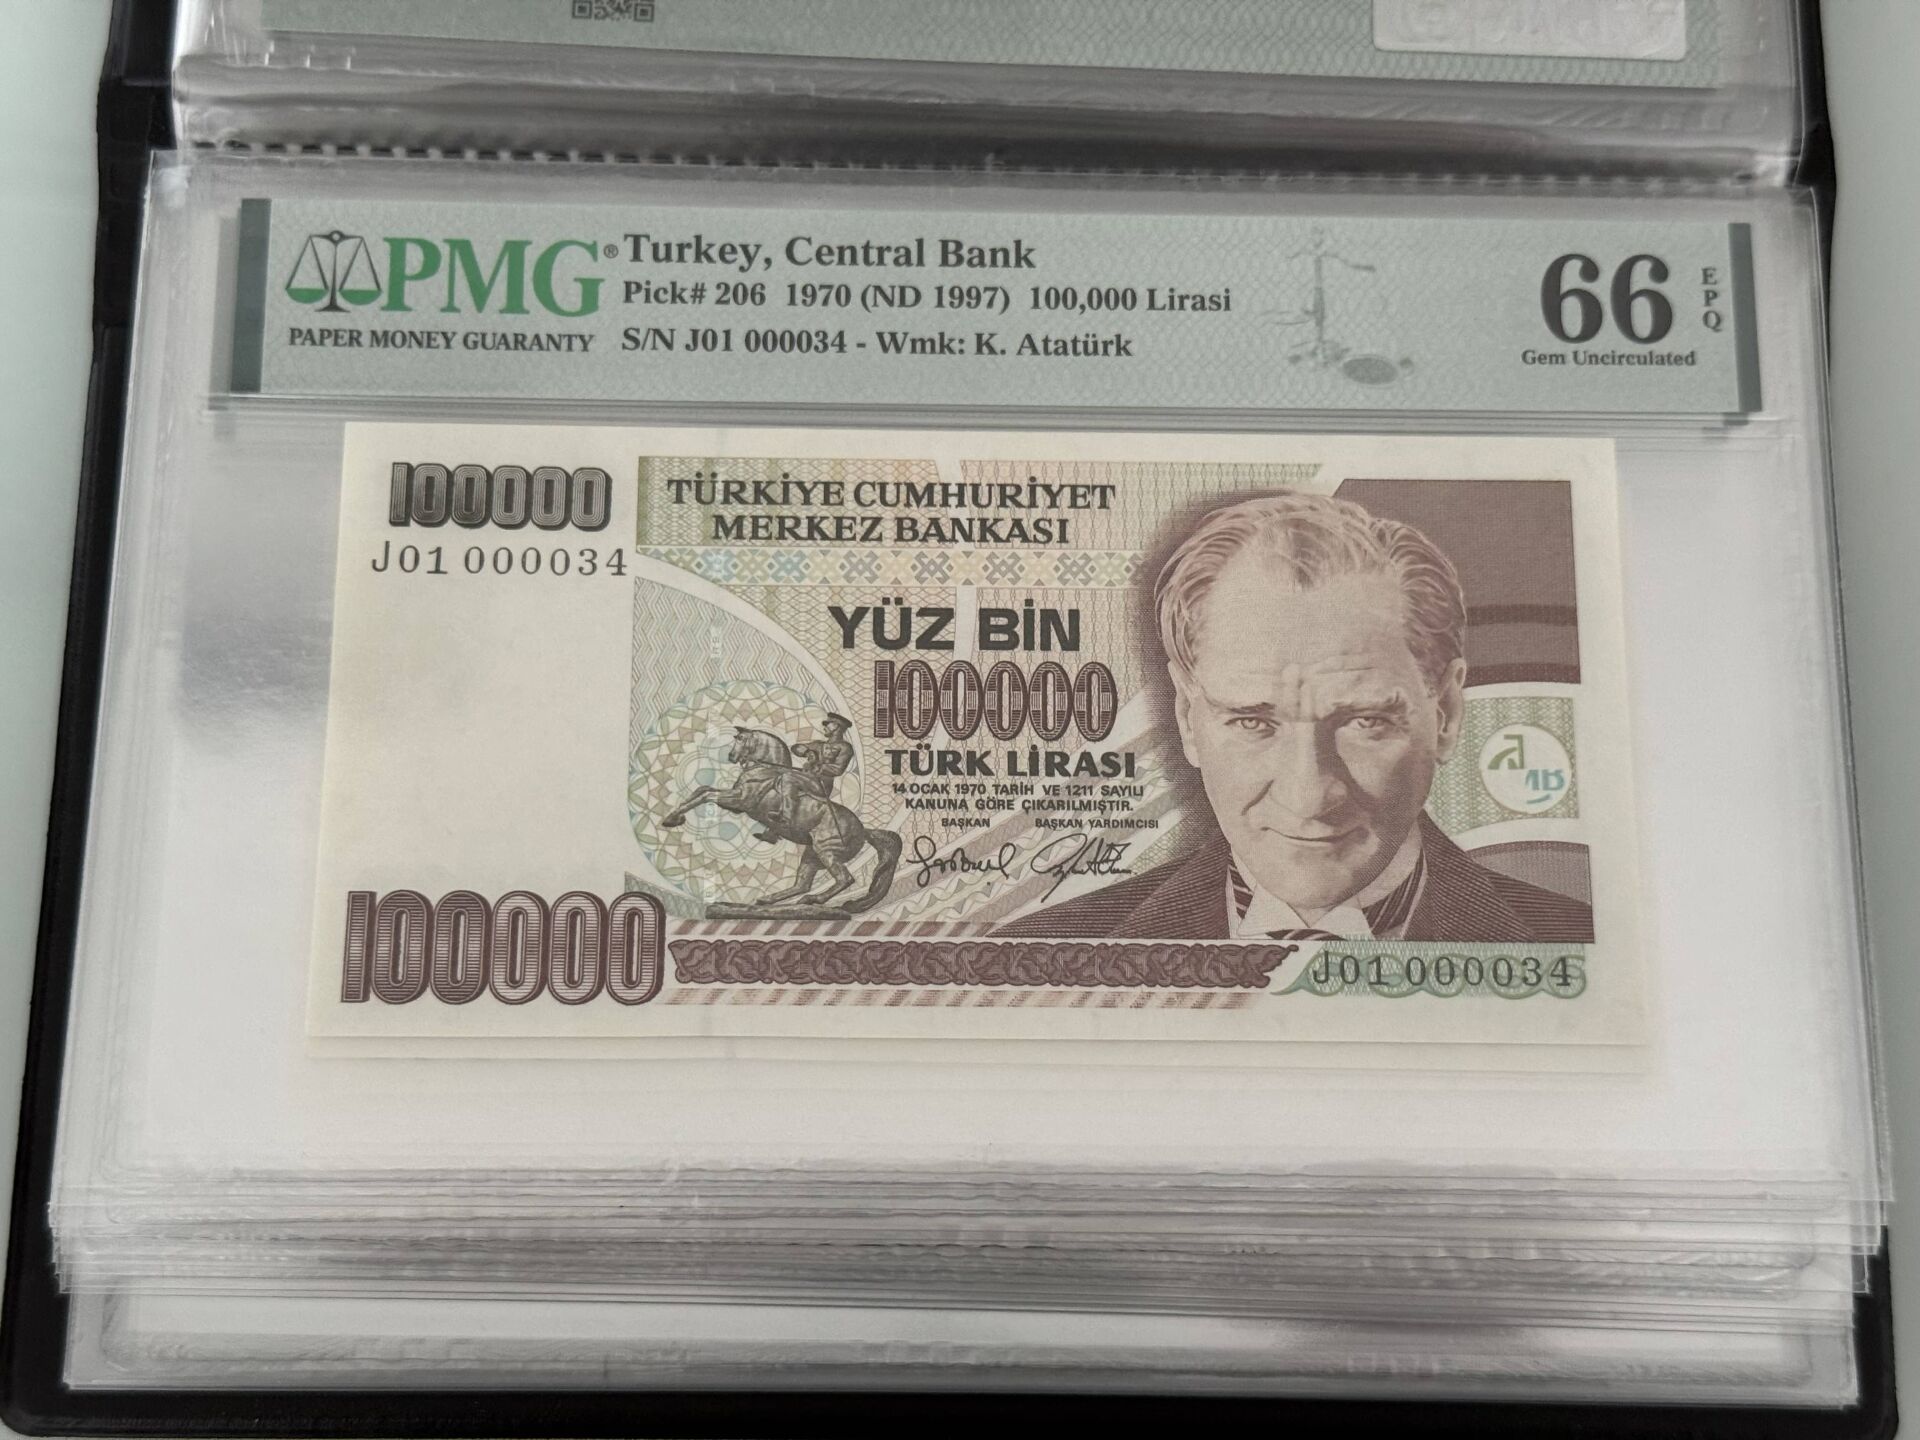 PMG®
PAPER MONEY GUARANTY
Turkey, Central Bank
Pick# 206 1970 (ND 1997) 100,000 Lirasi
S/N J01 000034 - Wmk: K. Atatürk
66
EPQ
Gem Uncirculated
100000
J01 000034
TÜRKİYE CUMHURİYET
MERKEZ BANKASI
YÜZ BİN
100000
TÜRK LİRASI
14 OCAK 1970 TARİH VE 1211 SAYILI
KANUNA GÖRE ÇIKARILMIŞTIR.
BAŞKAN BAŞKAN YARDIMCISI
100000
J01 000034